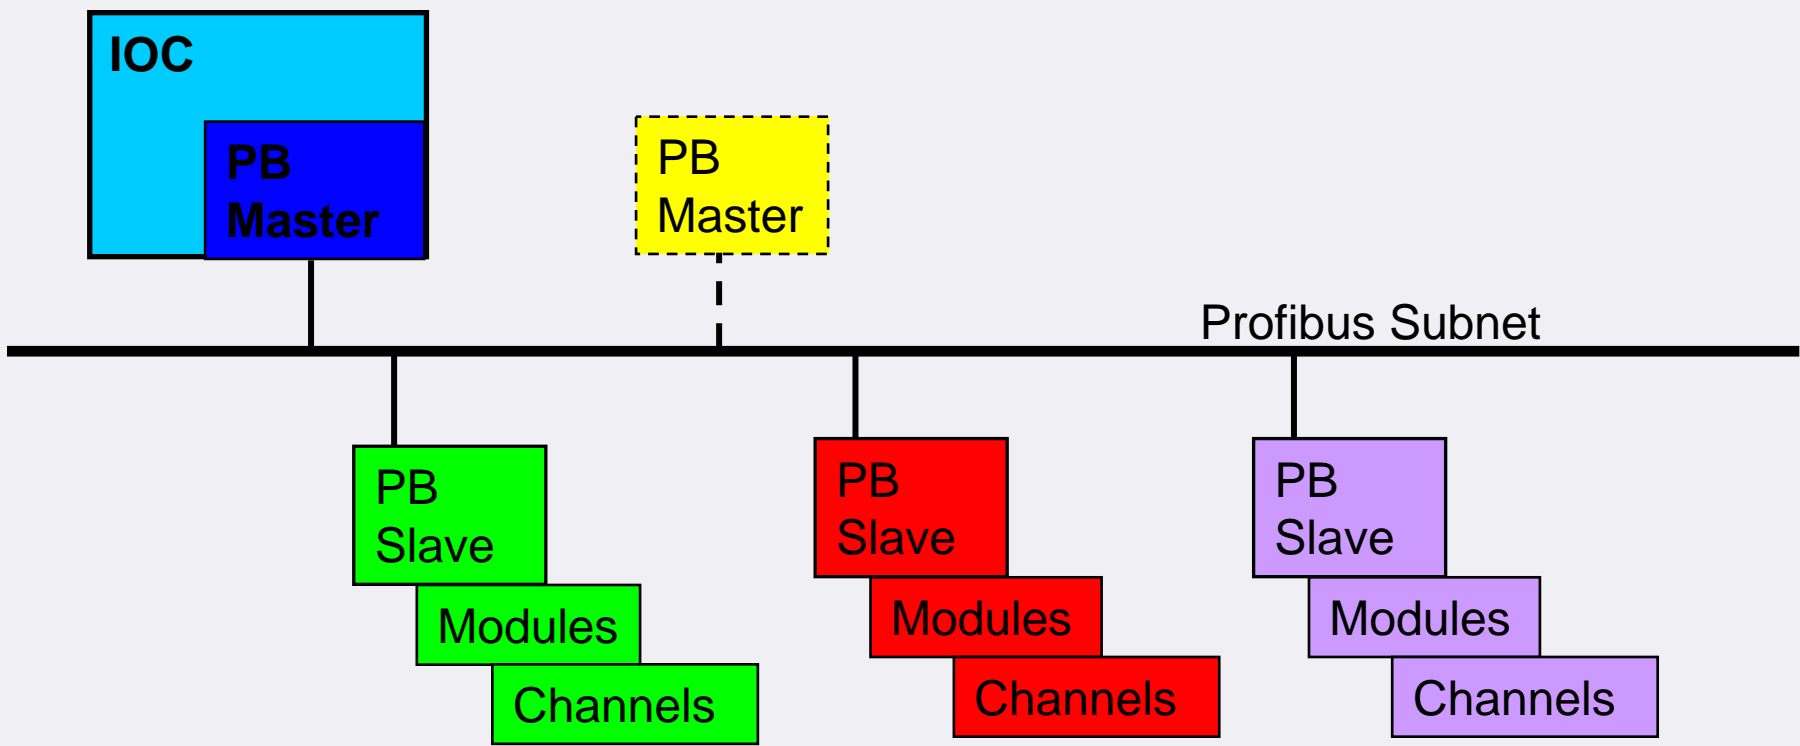 IOC
PB
Master
PB
Master
Profibus Subnet
PB
Slave
Modules
Channels
PB
Slave
Modules
Channels
PB
Slave
Modules
Channels